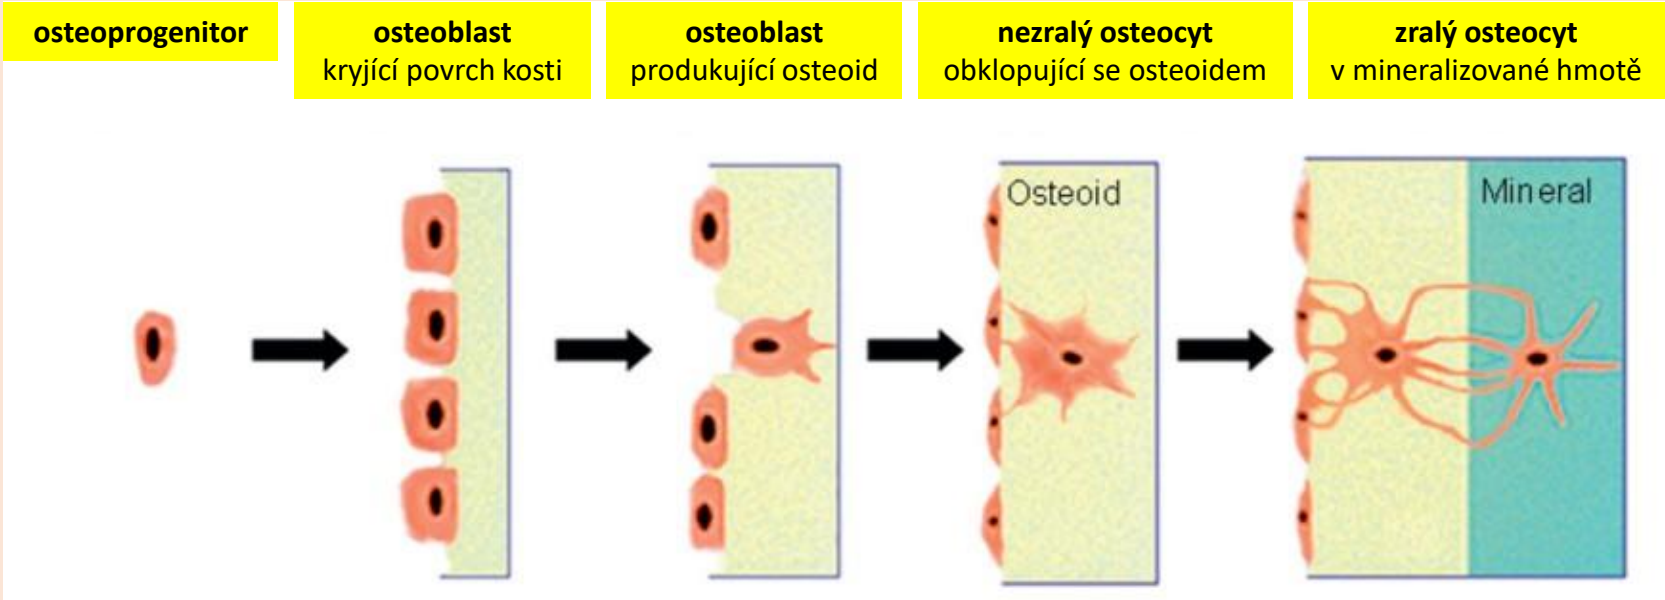 osteoprogenitor
osteoblast
kryjící povrch kosti
osteoblast
produkující osteoid
nezralý osteocyt
obklopující se osteoidem
zralý osteocyt
v mineralizované hmotě
Osteoid
Mineral